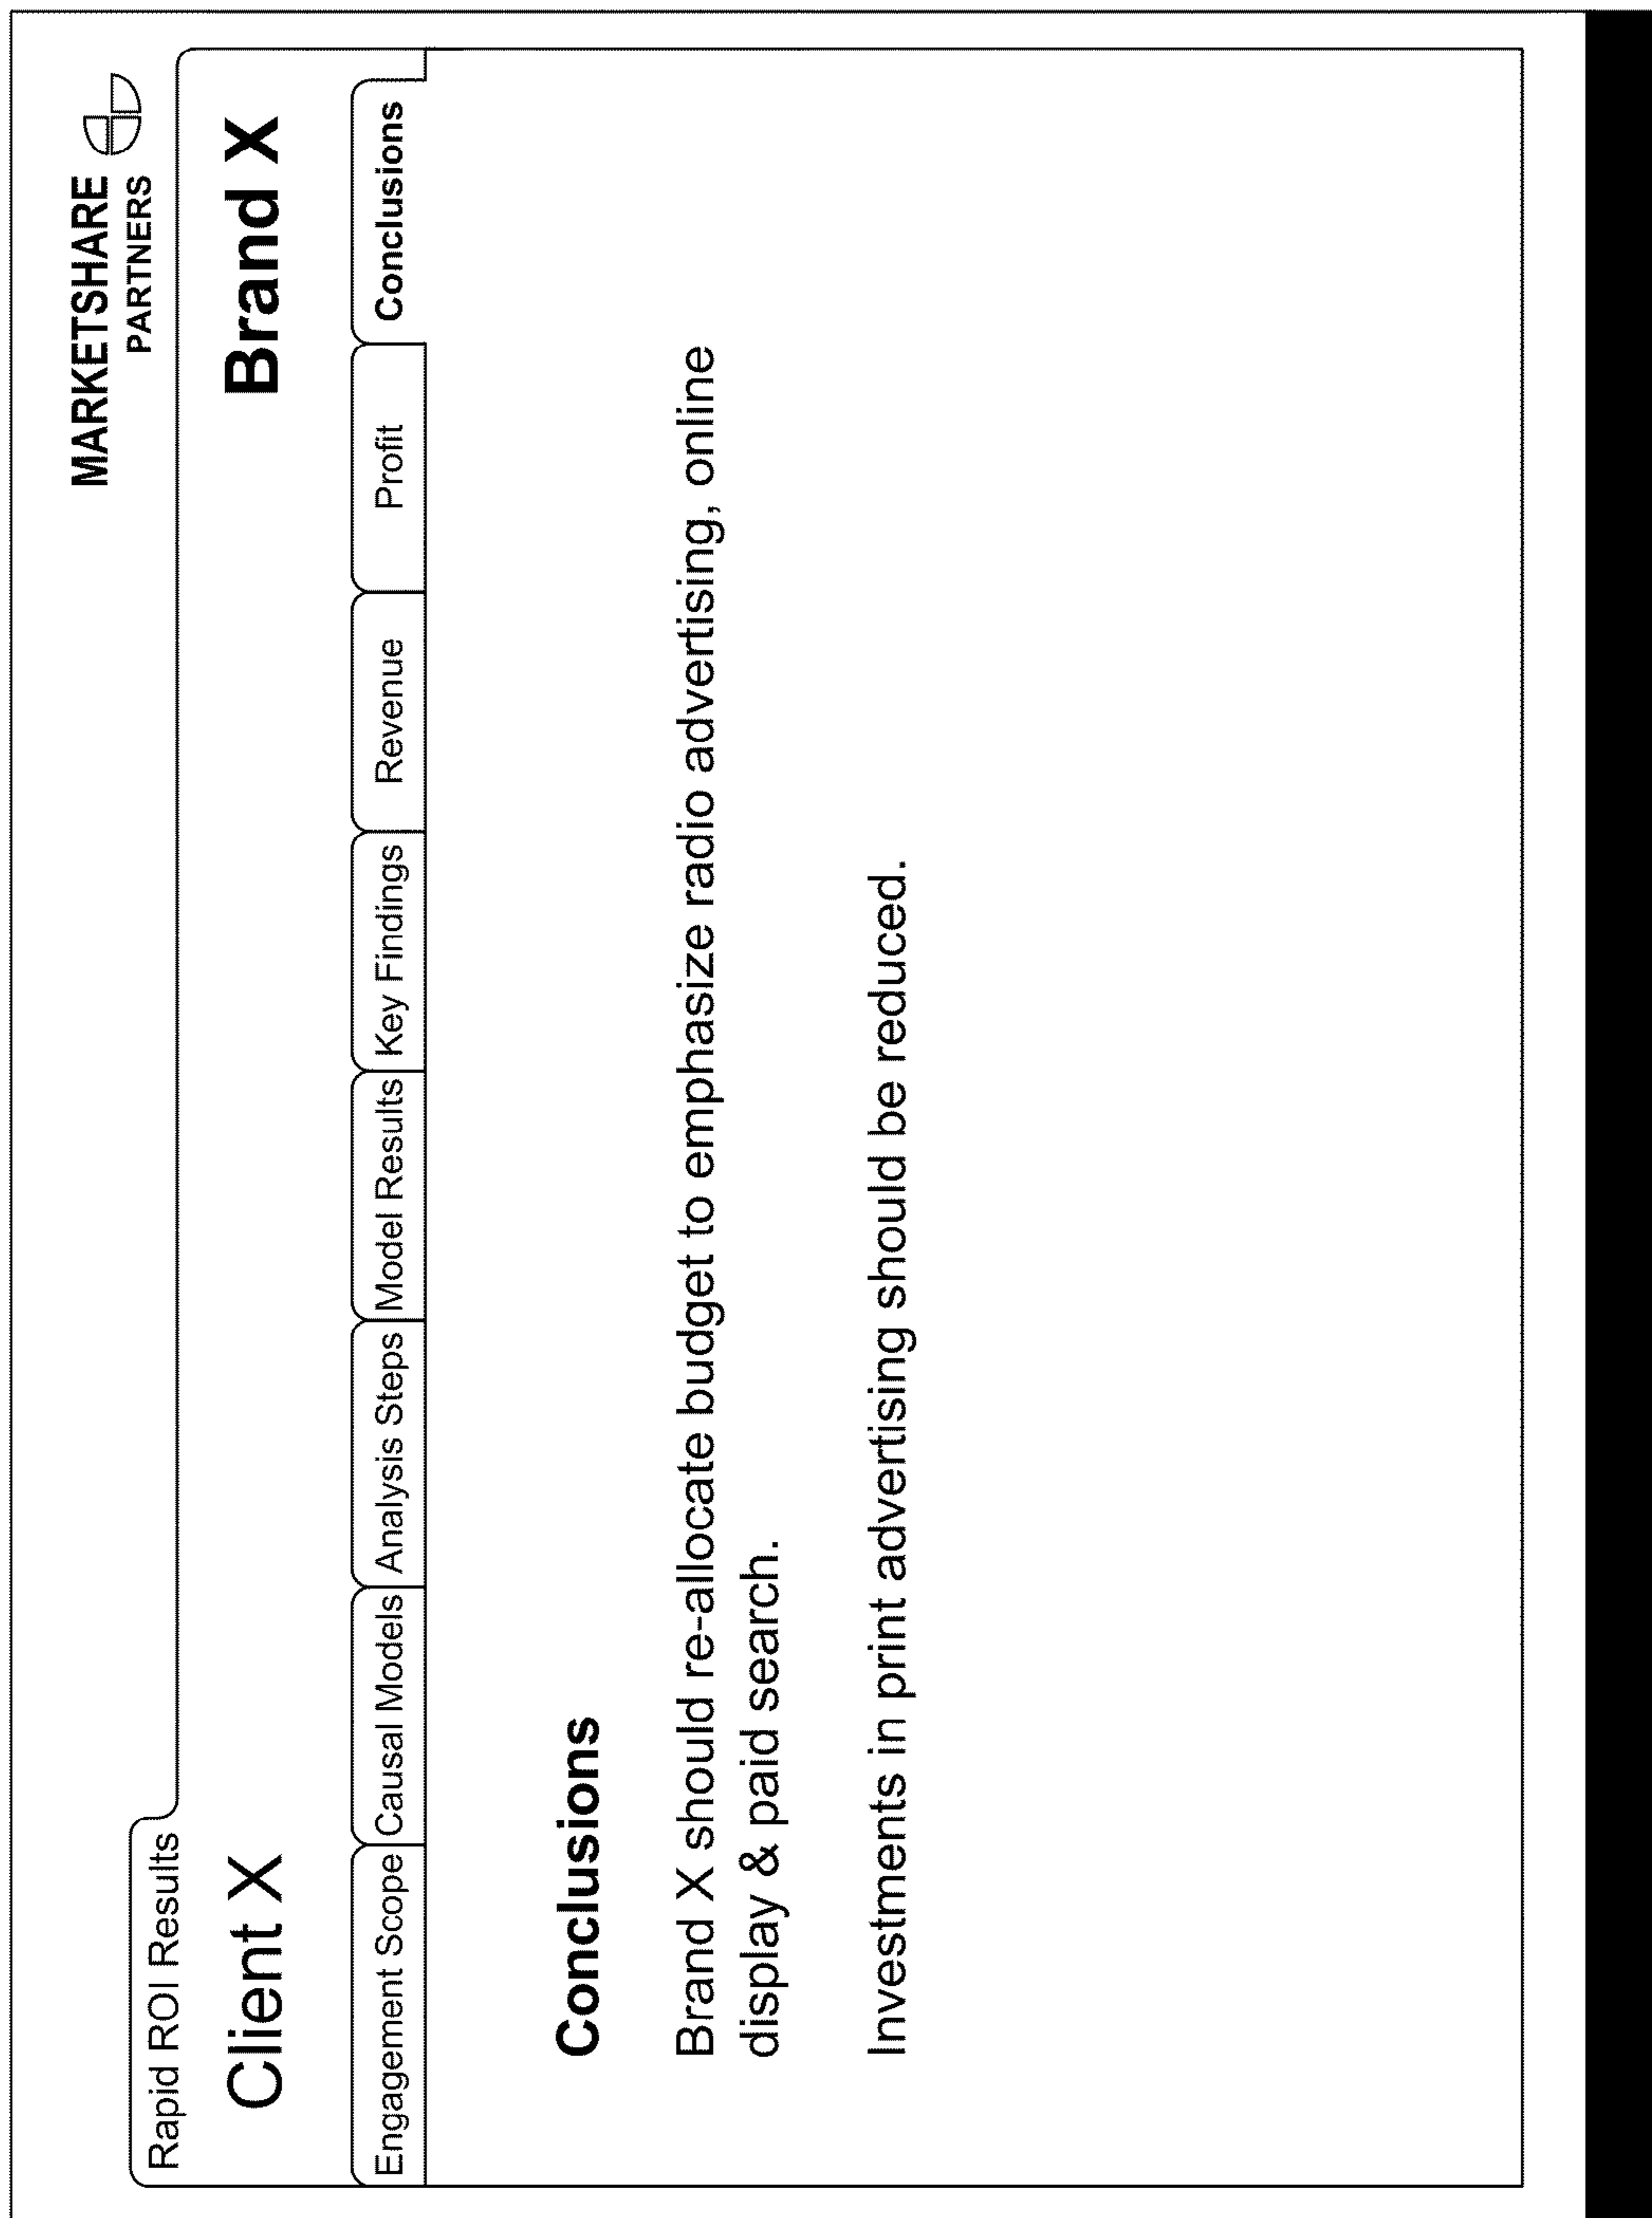 MARKETSHARE
PARTNERS
Rapid ROI Results
Client X
Brand X
Engagement Scope
Causal Models
Analysis Steps
Model Results
Key Findings
Revenue
Profit
Conclusions
Conclusions
Brand X should re-allocate budget to emphasize radio advertising, online
display & paid search.
Investments in print advertising should be reduced.